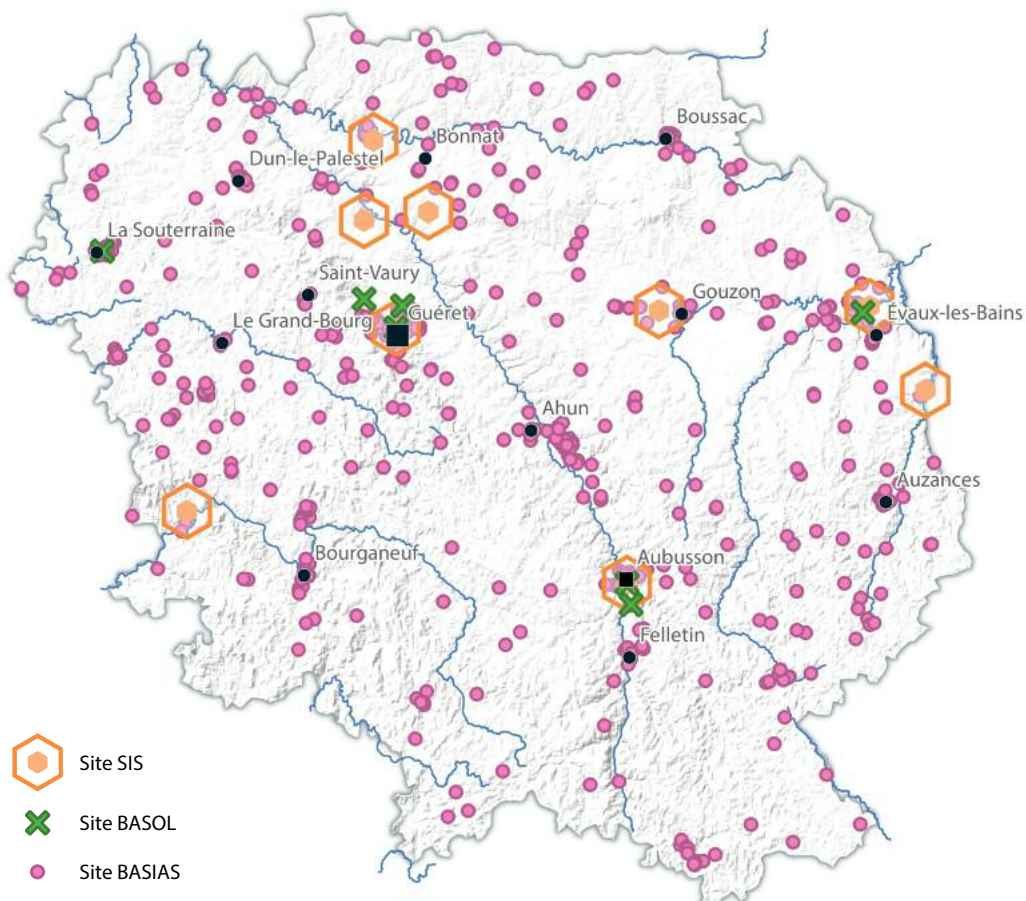 Boussac
Bonnat
Dun-le-Palestel
La Souterraine
Saint-Vaury
Gouzon
Le Grand-Bourg
Guéret
Evaux-les-Bains
Ahun
Auzances
Bourganeuf
Aubusson
Felletin
Site SIS
Site BASOL
Site BASIAS